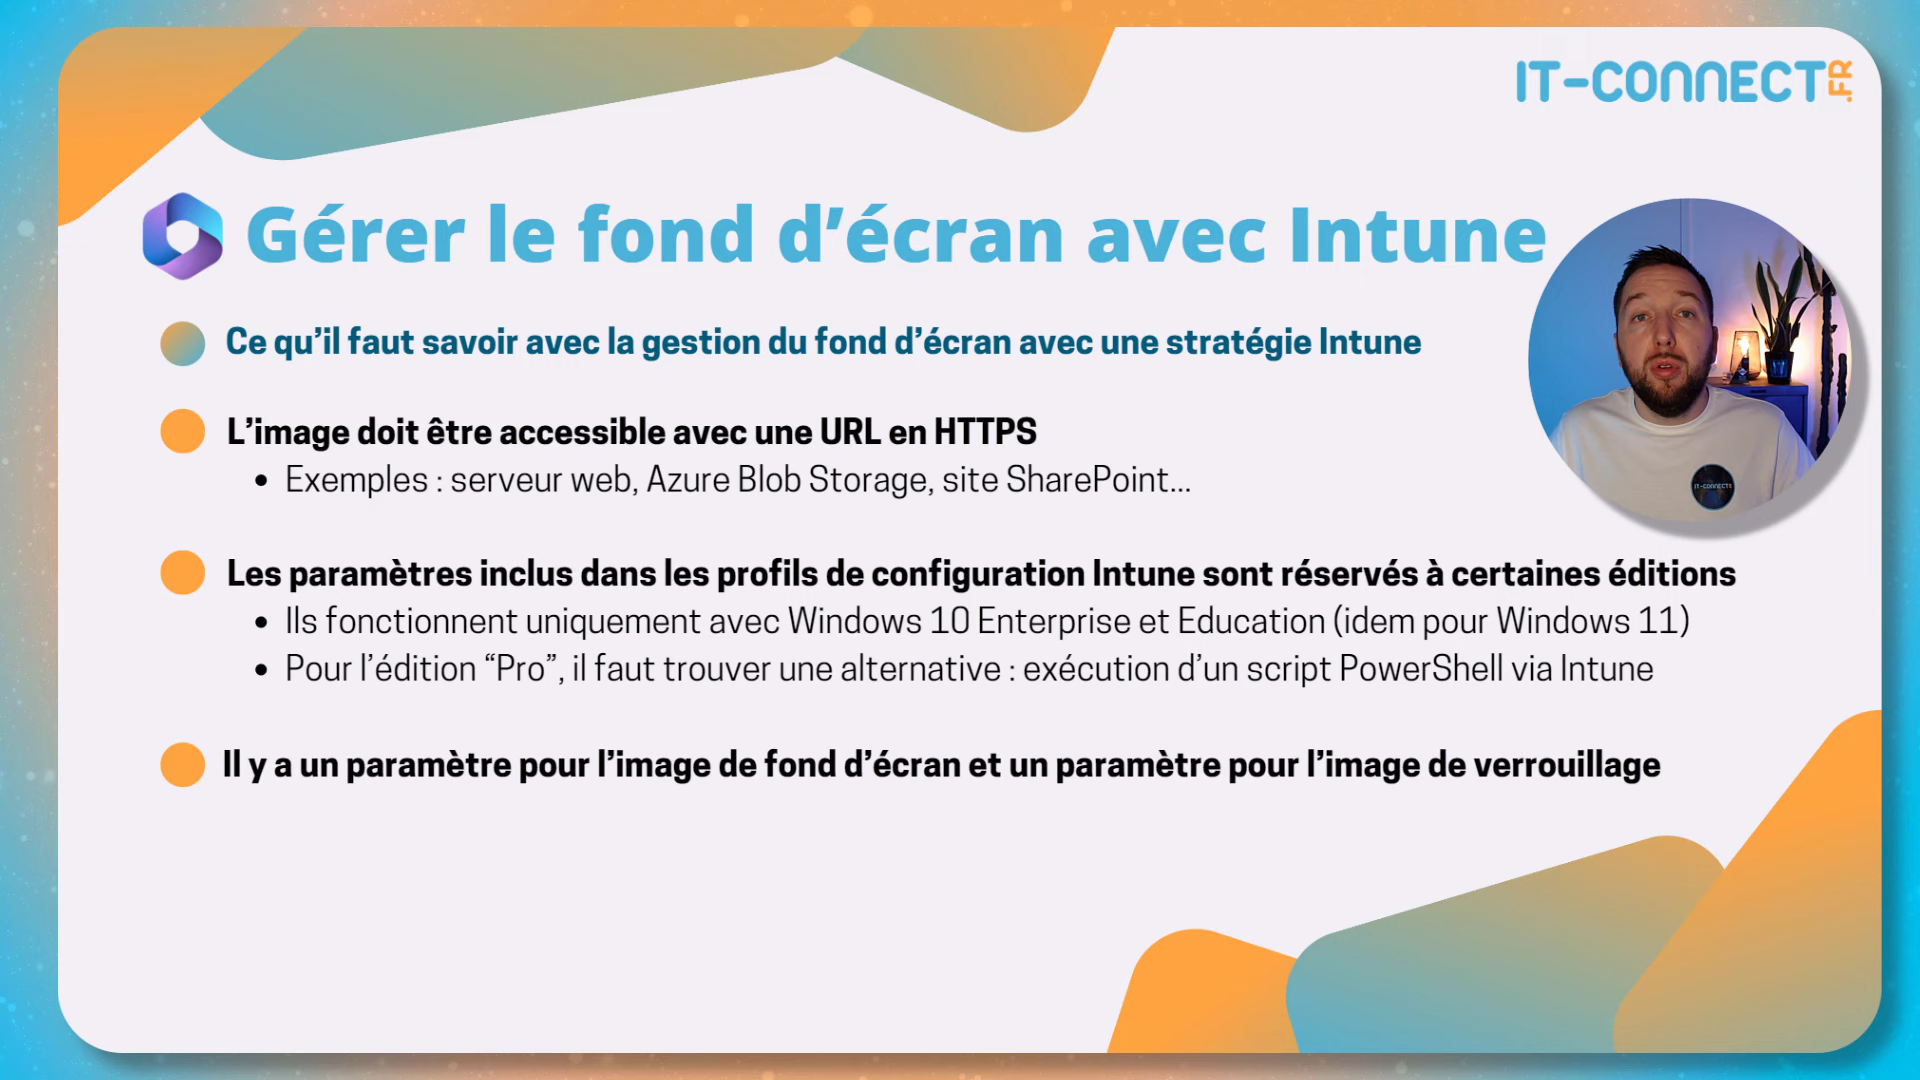 IT-CONNECT.FR
Gérer le fond d’écran avec Intune
Ce qu’il faut savoir avec la gestion du fond d’écran avec une stratégie Intune
L’image doit être accessible avec une URL en HTTPS
• Exemples : serveur web, Azure Blob Storage, site SharePoint...
Les paramètres inclus dans les profils de configuration Intune sont réservés à certaines éditions
• Ils fonctionnent uniquement avec Windows 10 Enterprise et Education (idem pour Windows 11)
• Pour l’édition “Pro”, il faut trouver une alternative : exécution d’un script PowerShell via Intune
Il y a un paramètre pour l’image de fond d’écran et un paramètre pour l’image de verrouillage
IT-CONNECT